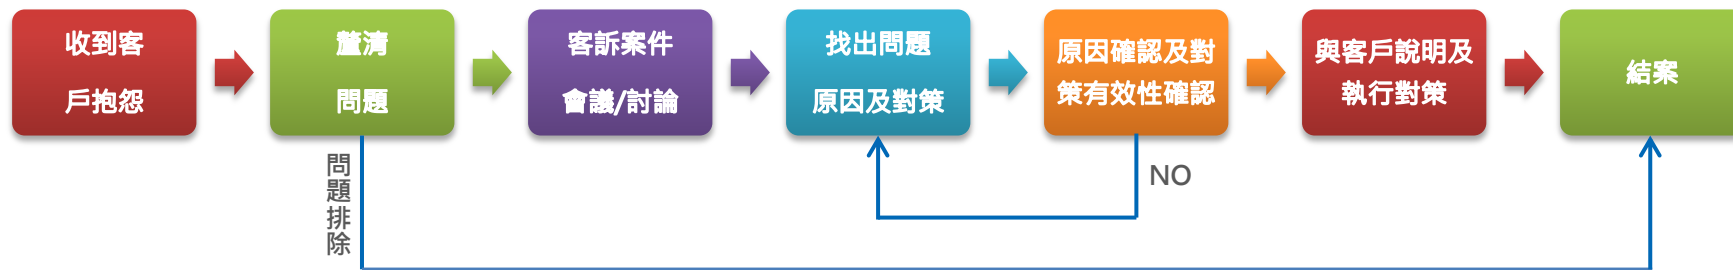 收到客
戶抱怨
釐清
問題
客訴案件
會議/討論
找出問題
原因及對策
原因確認及對
策有效性確認
與客戶說明及
執行對策
結案
問題排除
NO